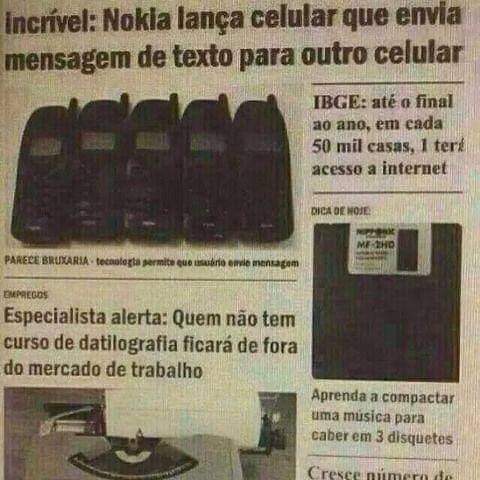 Incrível: Nokia lança celular que envia
mensagem de texto para outro celular
PARECE BRUXARIA - tecnologia permite que usuário envie mensagem
IBGE: até o final
ao ano, em cada
50 mil casas, 1 terá
acesso a internet
DICA DE HOJE:
MF-2HD
Aprenda a compactar
uma música para
caber em 3 disquetes
EMPREGOS
Especialista alerta: Quem não tem
curso de datilografia ficará de fora
do mercado de trabalho
Cresce número de